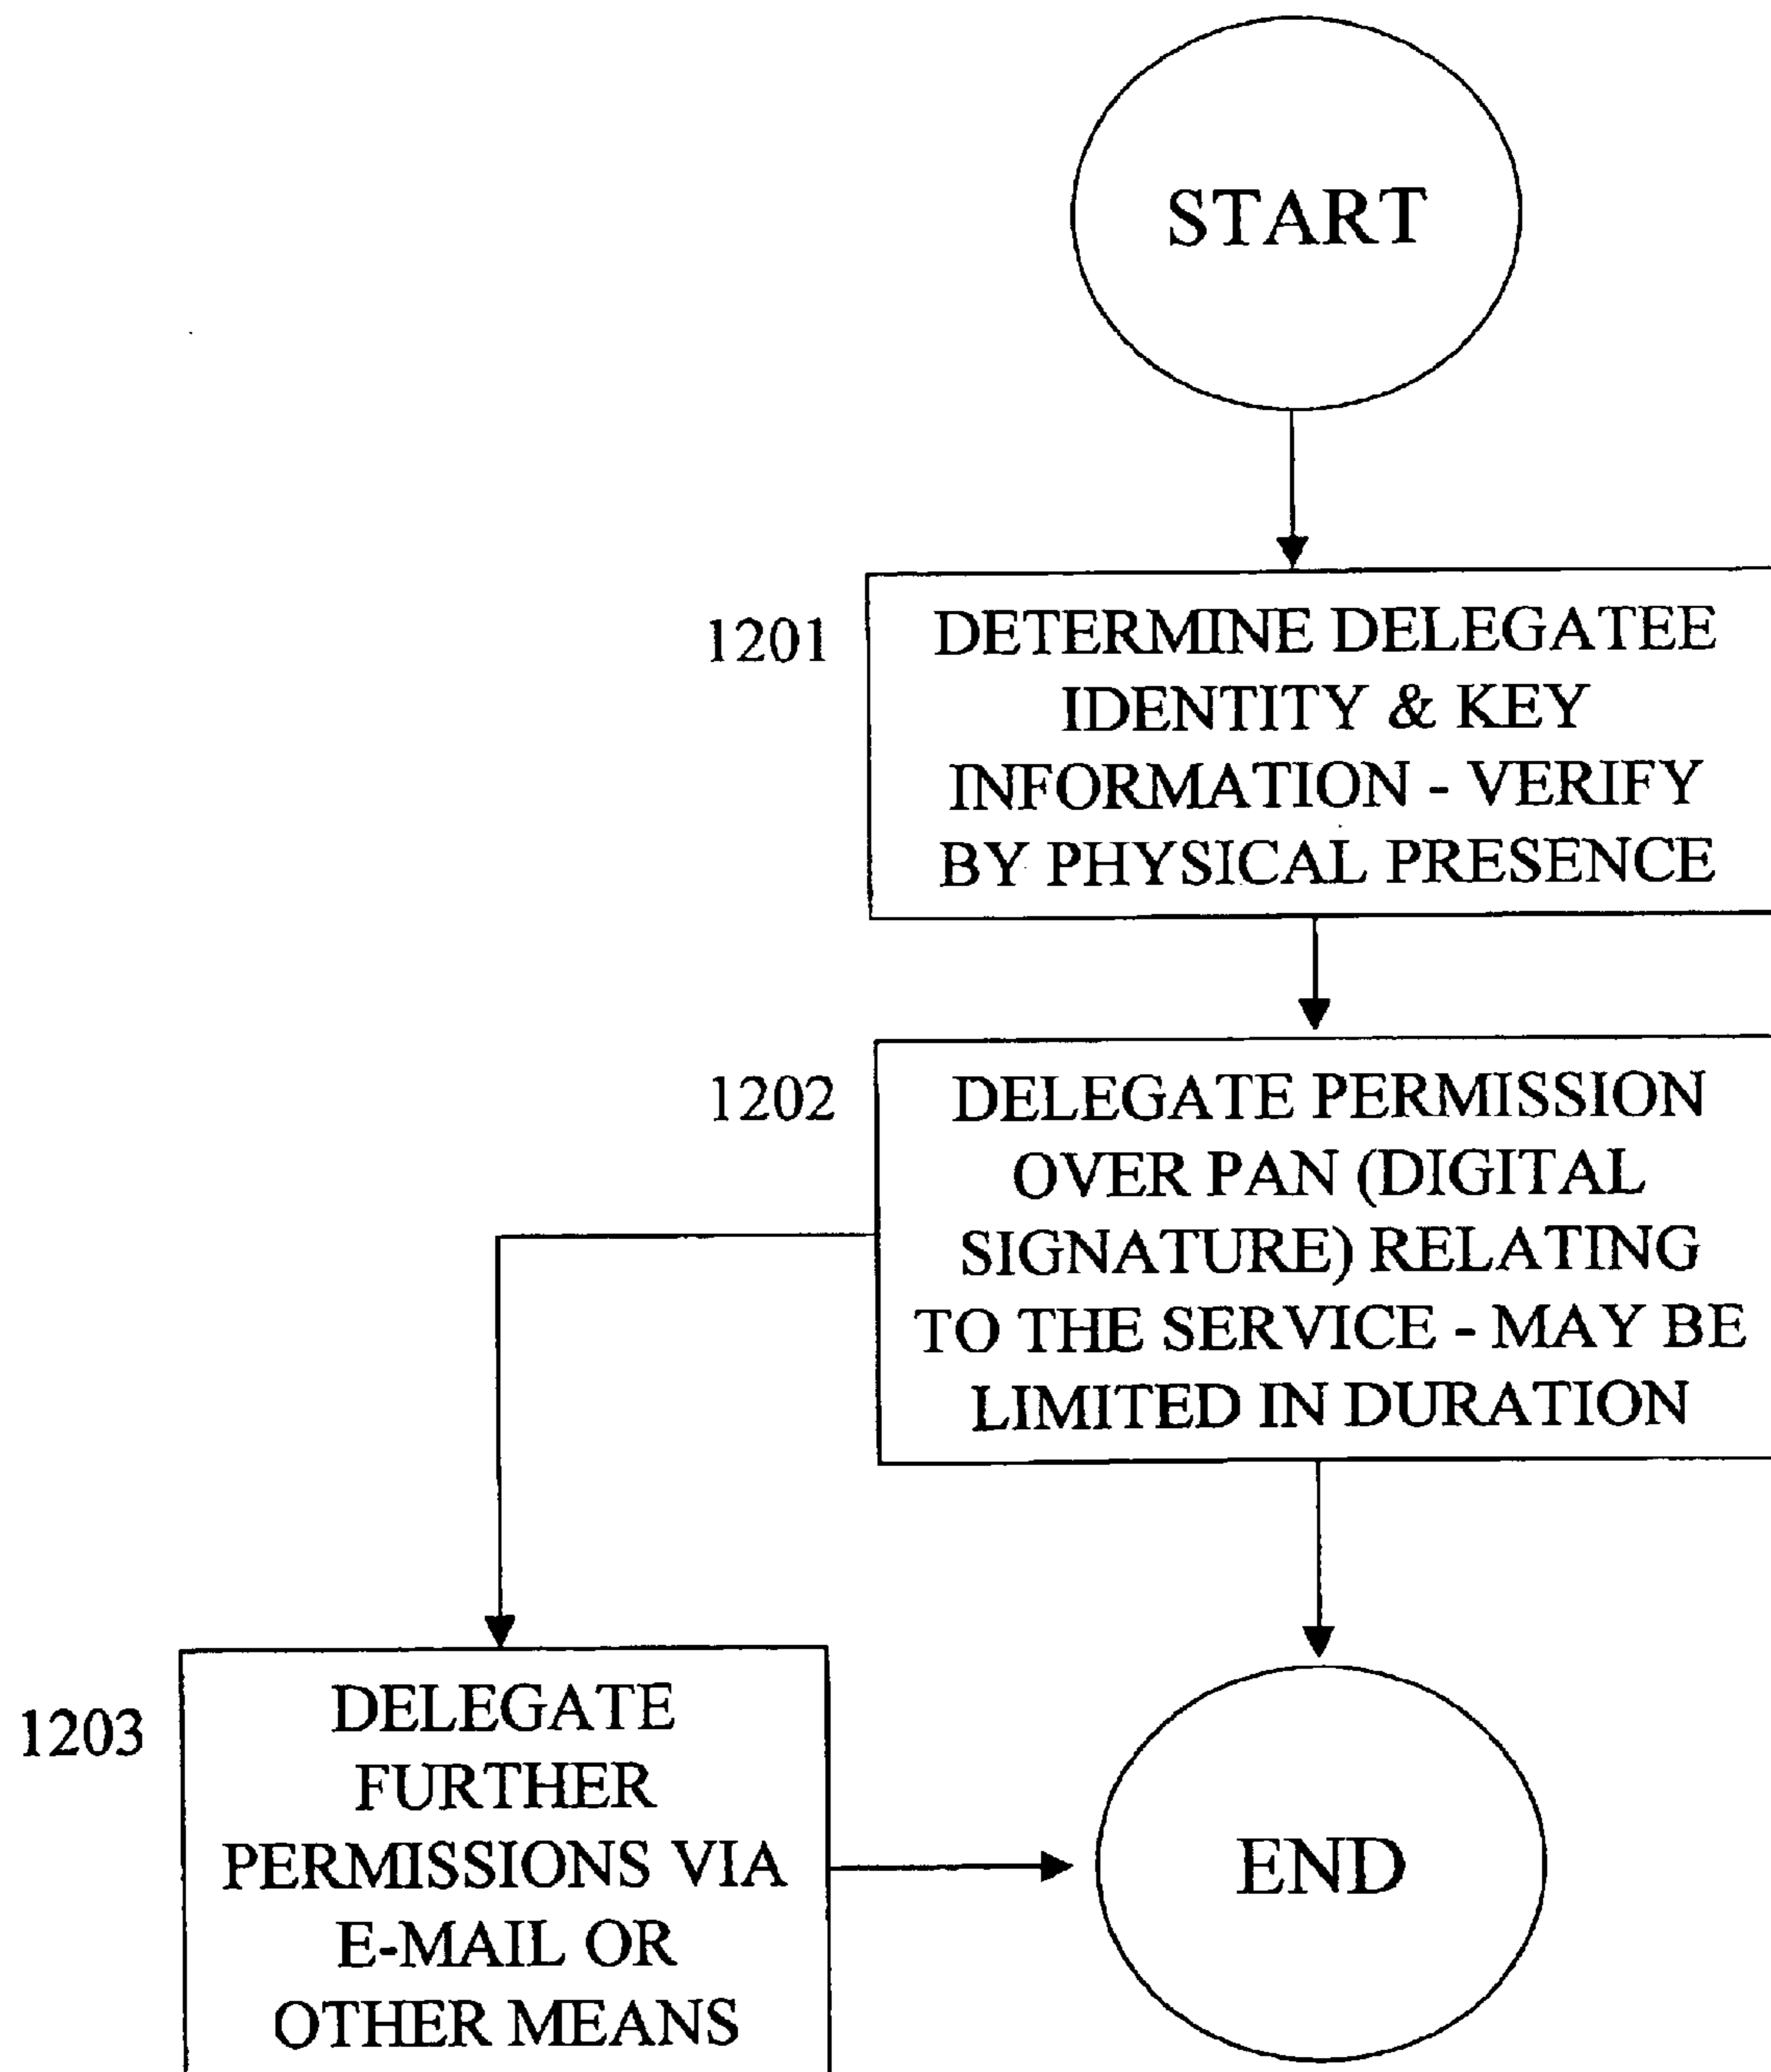 START
1201
DETERMINE DELEGATEE
IDENTITY & KEY
INFORMATION - VERIFY
BY PHYSICAL PRESENCE
1202
DELEGATE PERMISSION
OVER PAN (DIGITAL
SIGNATURE) RELATING
TO THE SERVICE - MAY BE
LIMITED IN DURATION
1203
DELEGATE
FURTHER
PERMISSIONS VIA
E-MAIL OR
OTHER MEANS
END